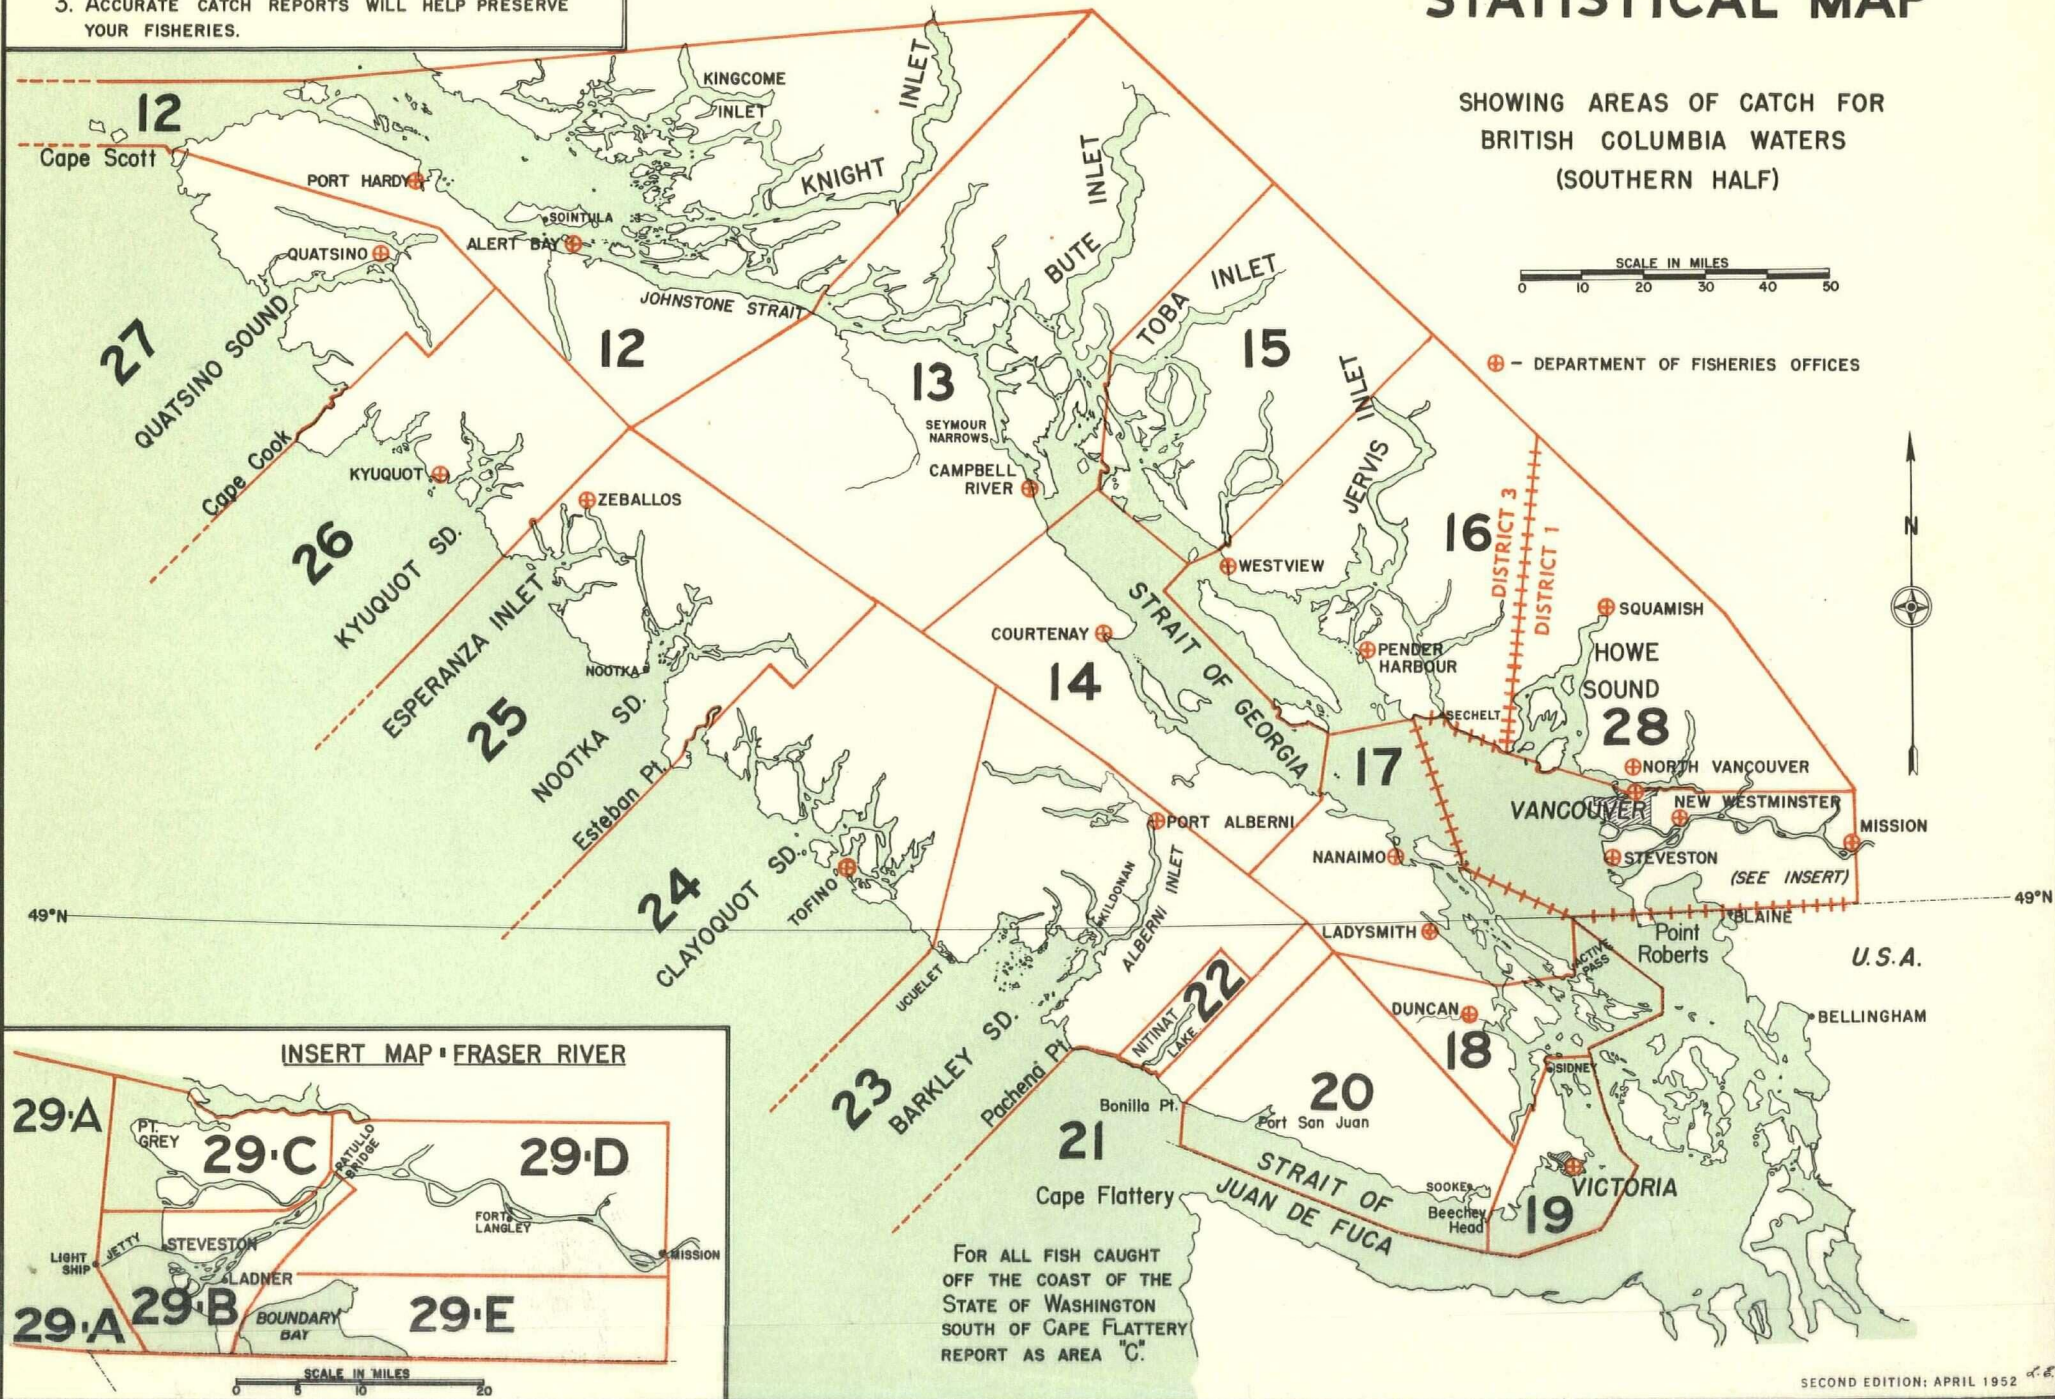 3. ACCURATE CATCH REPORTS WILL HELP PRESERVE
YOUR FISHERIES.
STATISTICAL MAP
SHOWING AREAS OF CATCH FOR
BRITISH COLUMBIA WATERS
(SOUTHERN HALF)
SCALE IN MILES
0 10 20 30 40 50
- DEPARTMENT OF FISHERIES OFFICES
N
12
Cape Scott
PORT HARDY
KINGCOME
INLET
KNIGHT
INLET
SOINTULA
ALERT BAY
QUATSINO
JOHNSTONE STRAIT
12
BUTE
INLET
TOBA
INLET
15
13
SEYMOUR
NARROWS
CAMPBELL
RIVER
27
QUATSINO SOUND
Cape Cook
KYUQUOT
26
KYUQUOT SD.
ZEBALLOS
ESPERANZA INLET
25
NOOTKA
NOOTKA SD.
Esteban Pt.
JERVIS
INLET
16
DISTRICT 3
DISTRICT 1
WESTVIEW
SQUAMISH
HOWE
SOUND
28
PENDER
HARBOUR
SECHELT
COURTENAY
14
STRAIT OF GEORGIA
17
NORTH VANCOUVER
VANCOUVER
NEW WESTMINSTER
MISSION
STEVESTON
(SEE INSERT)
24
CLAYOQUOT SD.
TOFINO
PORT ALBERNI
NANAIMO
KILDONAN
ALBERNI INLET
49°N
49°N
LADYSMITH
ACTIVE
PASS
Point
Roberts
BLAINE
U.S.A.
BELLINGHAM
UCUELET
23
BARKLEY SD.
Pachena Pt.
NITINAT
LAKE
22
DUNCAN
18
SIDNEY
20
Port San Juan
Bonilla Pt.
21
Cape Flattery
STRAIT OF
JUAN DE FUCA
SOOKE
Beechey
Head
19
VICTORIA
FOR ALL FISH CAUGHT
OFF THE COAST OF THE
STATE OF WASHINGTON
SOUTH OF CAPE FLATTERY
REPORT AS AREA "C".
INSERT MAP FRASER RIVER
29·A
PT.
GREY
29·C
PATULLO
BRIDGE
29·D
FORT
LANGLEY
MISSION
LIGHT
SHIP
JETTY
STEVESTON
LADNER
29·A
29·B
BOUNDARY
BAY
29·E
SCALE IN MILES
0 5 10 20
SECOND EDITION: APRIL 1952